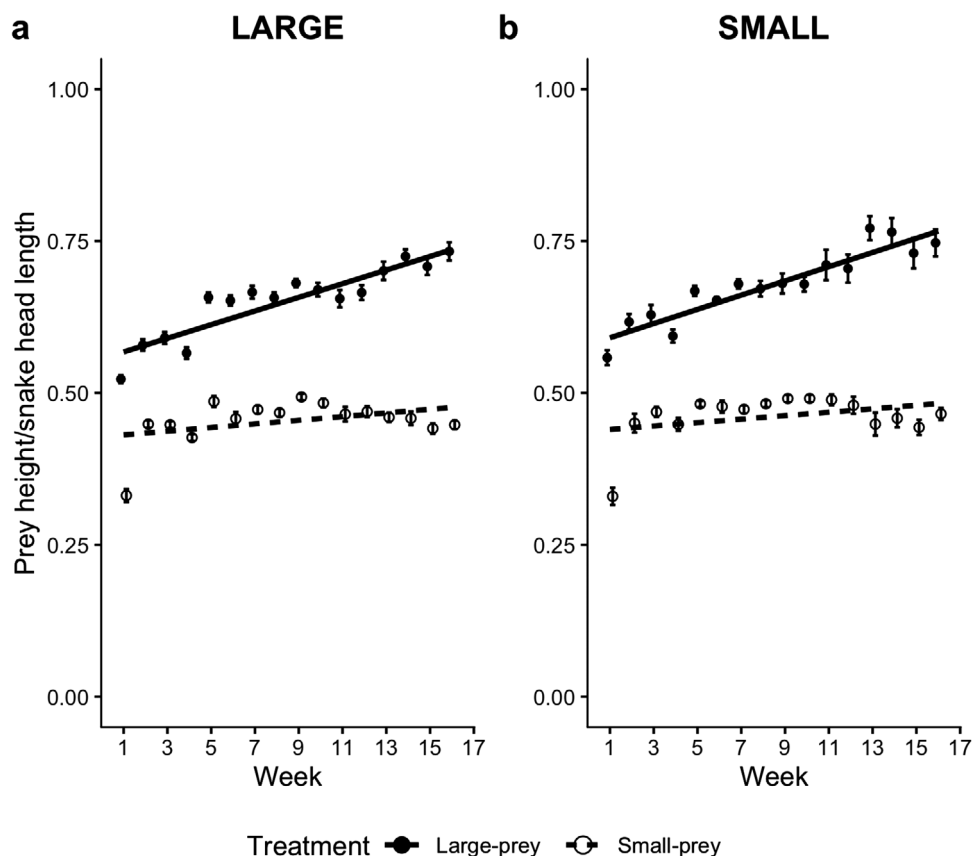 a LARGE
b SMALL
Prey height/snake head length
1.00
0.75
0.50
0.25
0.00
1 3 5 7 9 11 13 15 17
Week
1.00
0.75
0.50
0.25
0.00
1 3 5 7 9 11 13 15 17
Week
Treatment Large-prey Small-prey